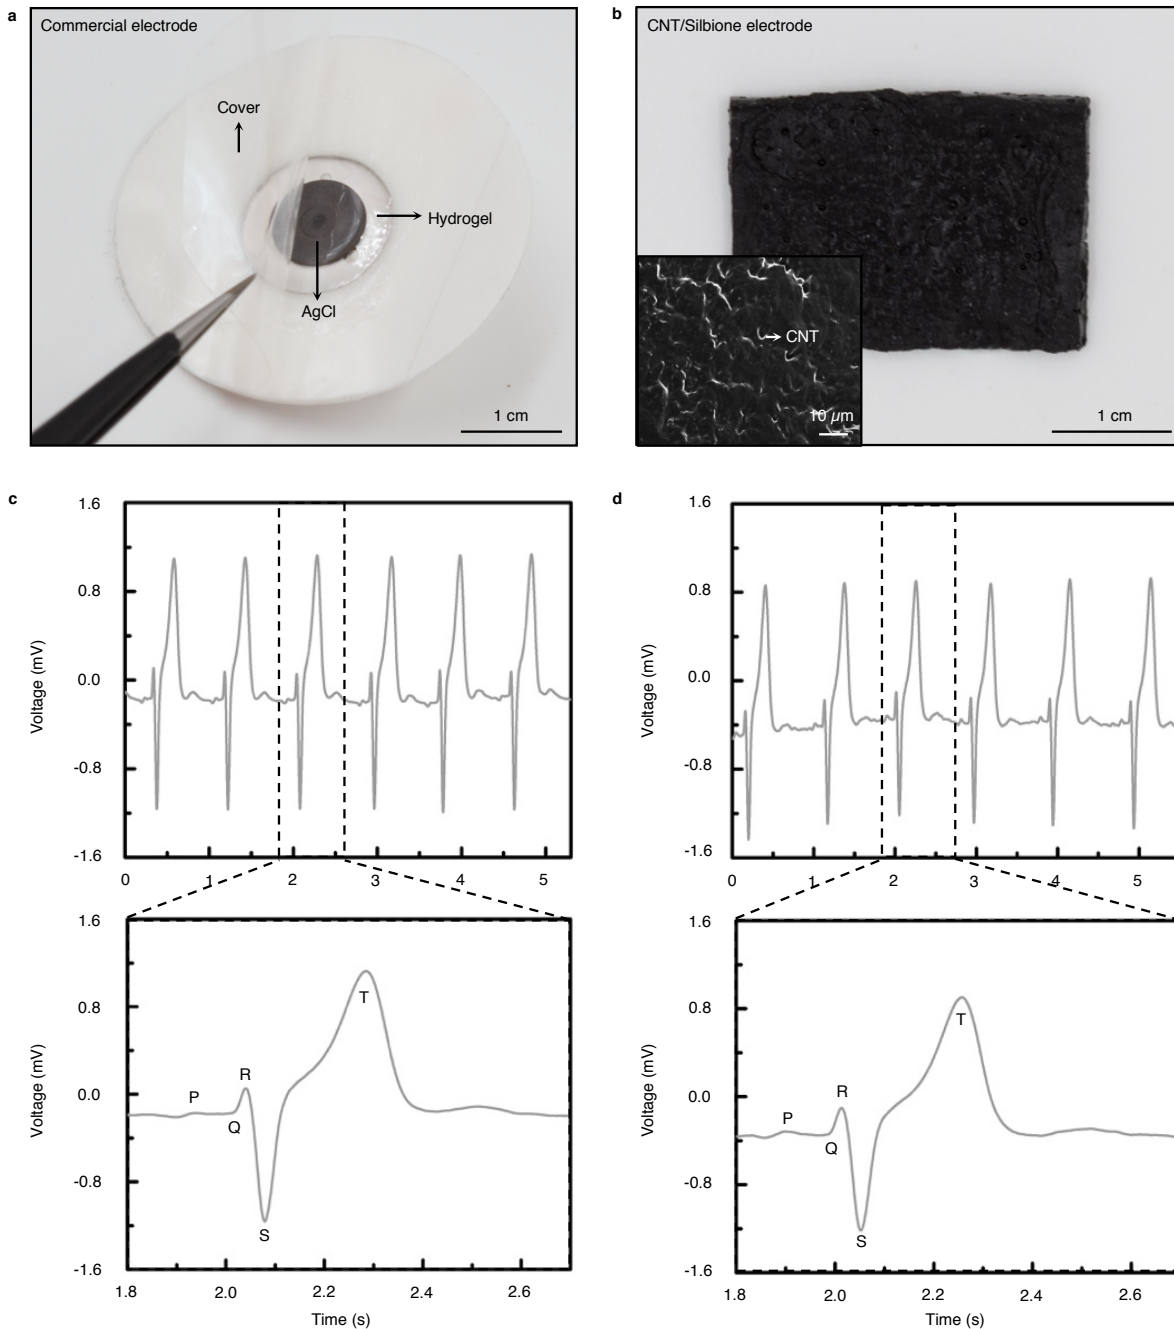 a
Commercial electrode
Cover
Hydrogel
AgCl
1 cm
b
CNT/Silbione electrode
CNT
10 µm
1 cm
c
Voltage (mV)
1.6
0.8
0.0
-0.8
-1.6
0 1 2 3 4 5
Voltage (mV)
1.6
0.8
0.0
-0.8
-1.6
P
Q
R
S
T
1.8 2.0 2.2 2.4 2.6
Time (s)
d
Voltage (mV)
1.6
0.8
0.0
-0.8
-1.6
0 1 2 3 4 5
Voltage (mV)
1.6
0.8
0.0
-0.8
-1.6
P
Q
R
S
T
1.8 2.0 2.2 2.4 2.6
Time (s)